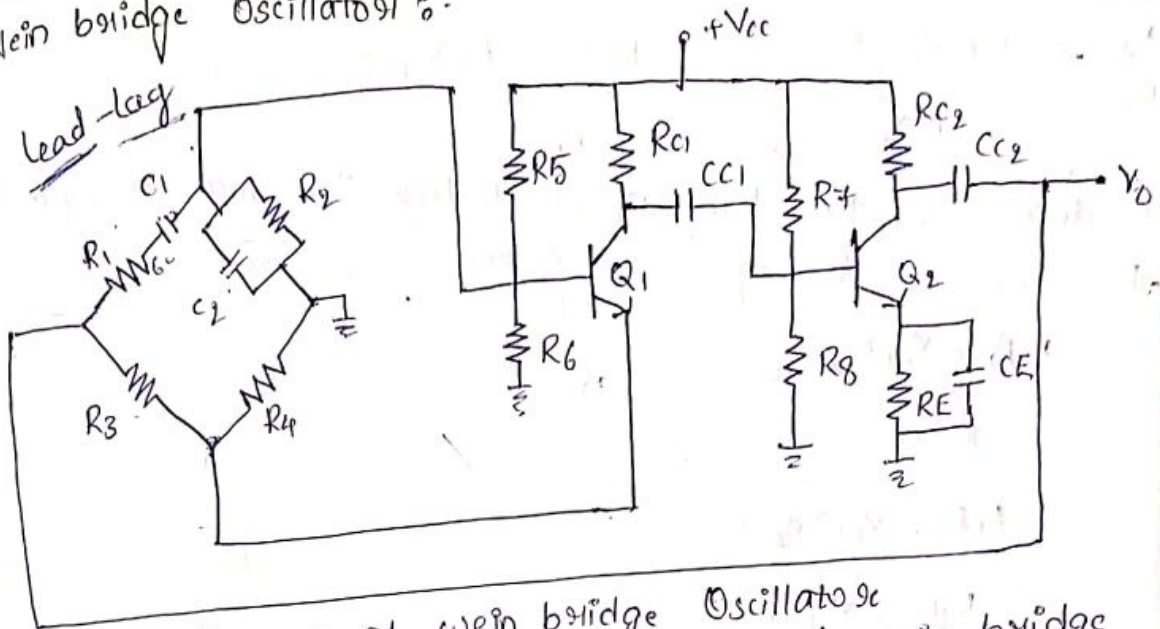 wein bridge Oscillator :-
+Vcc
Lead-Lag
RC2
CC2
RC1
R5
CC1
C1
R2
R7
V0
R1
Q1
Q2
C2
R6
R8
CE
RE
R3
R4
wein bridge Oscillator
bridge